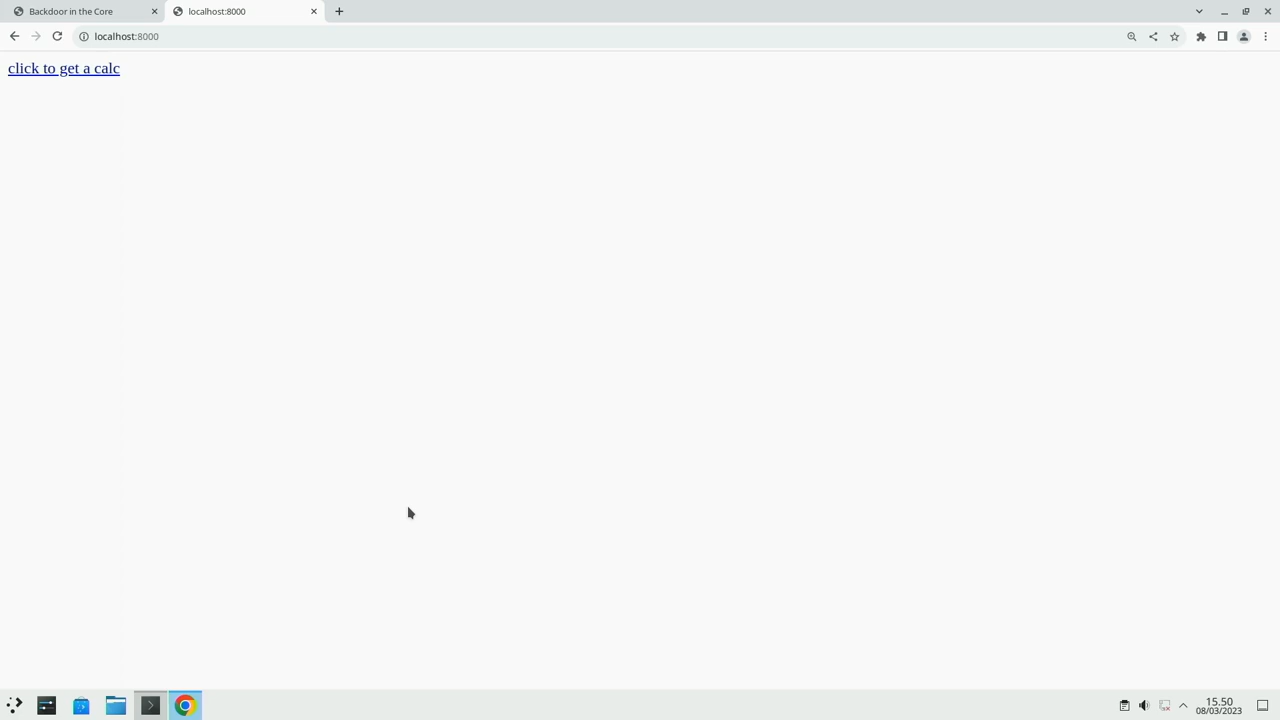 Backdoor in the Core
localhost:8000
localhost:8000
click to get a calc
15.50
08/03/2023